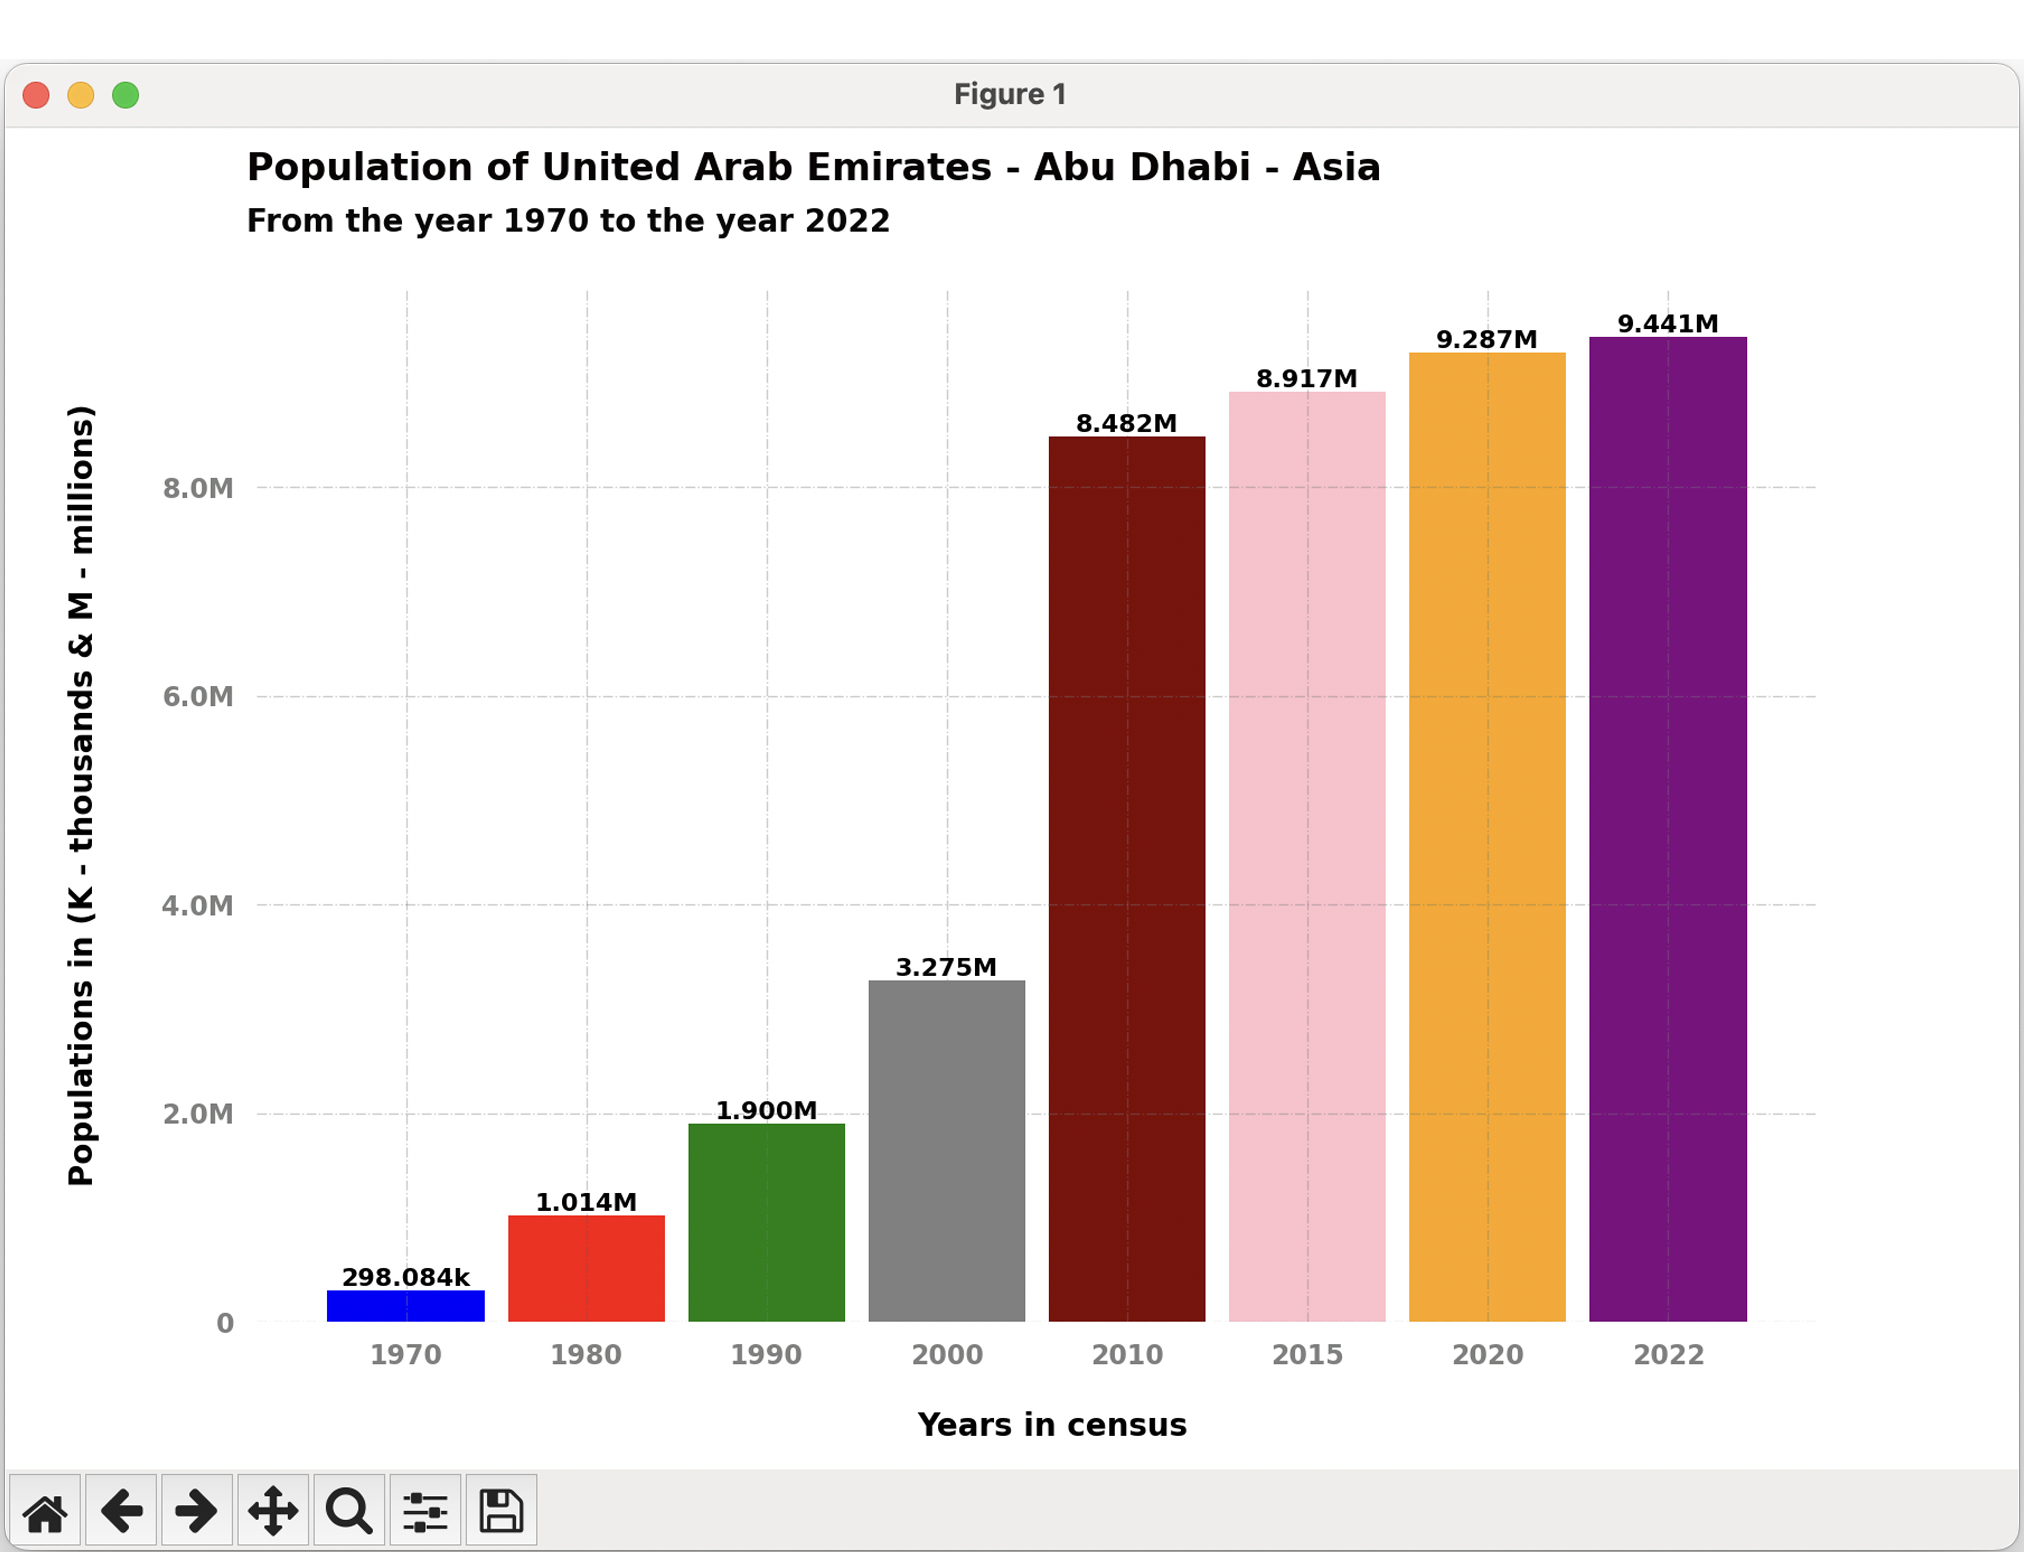 Figure 1
Population of United Arab Emirates - Abu Dhabi - Asia
From the year 1970 to the year 2022
Populations in (K - thousands & M - millions)
8.0M
6.0M
4.0M
2.0M
0
298.084k
1.014M
1.900M
3.275M
8.482M
8.917M
9.287M
9.441M
1970 1980 1990 2000 2010 2015 2020 2022
Years in census